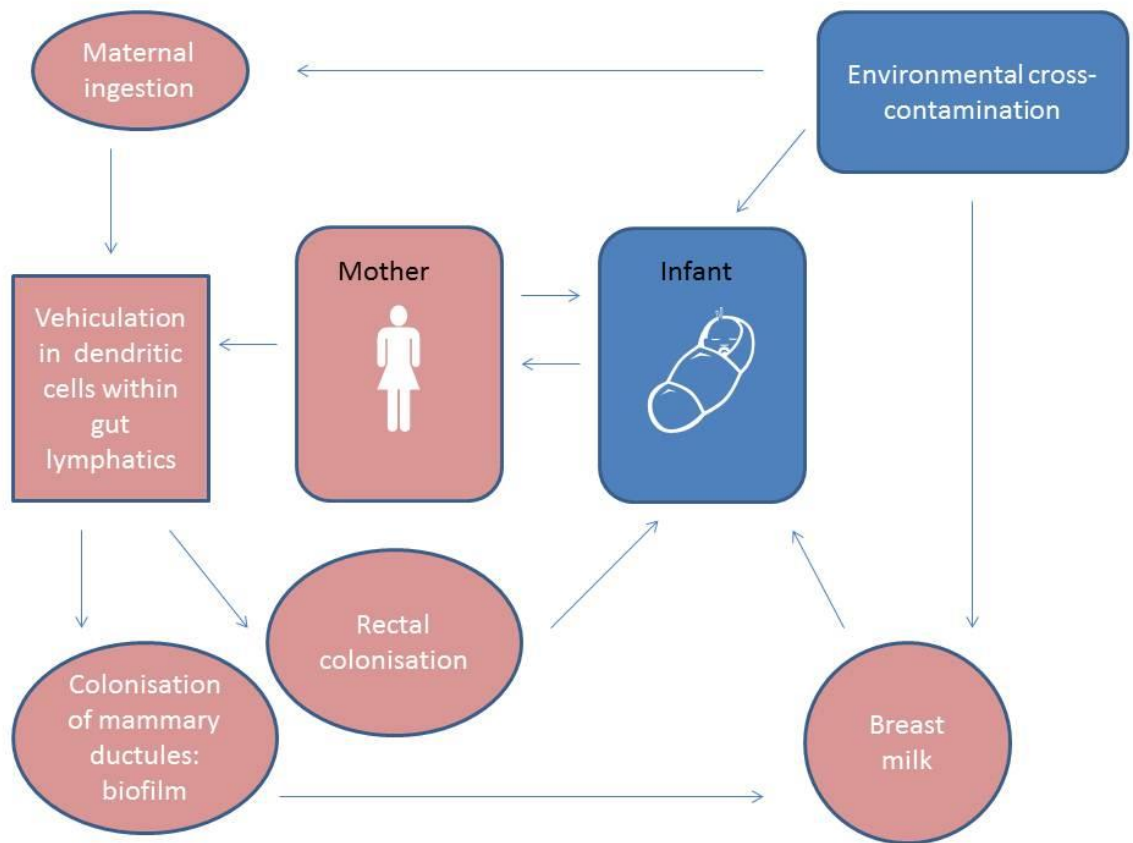 Maternal
ingestion
Environmental cross-
contamination
Mother
Infant
Vehiculation
in dendritic
cells within
gut
lymphatics
Rectal
colonisation
Colonisation
of mammary
ductules:
biofilm
Breast
milk